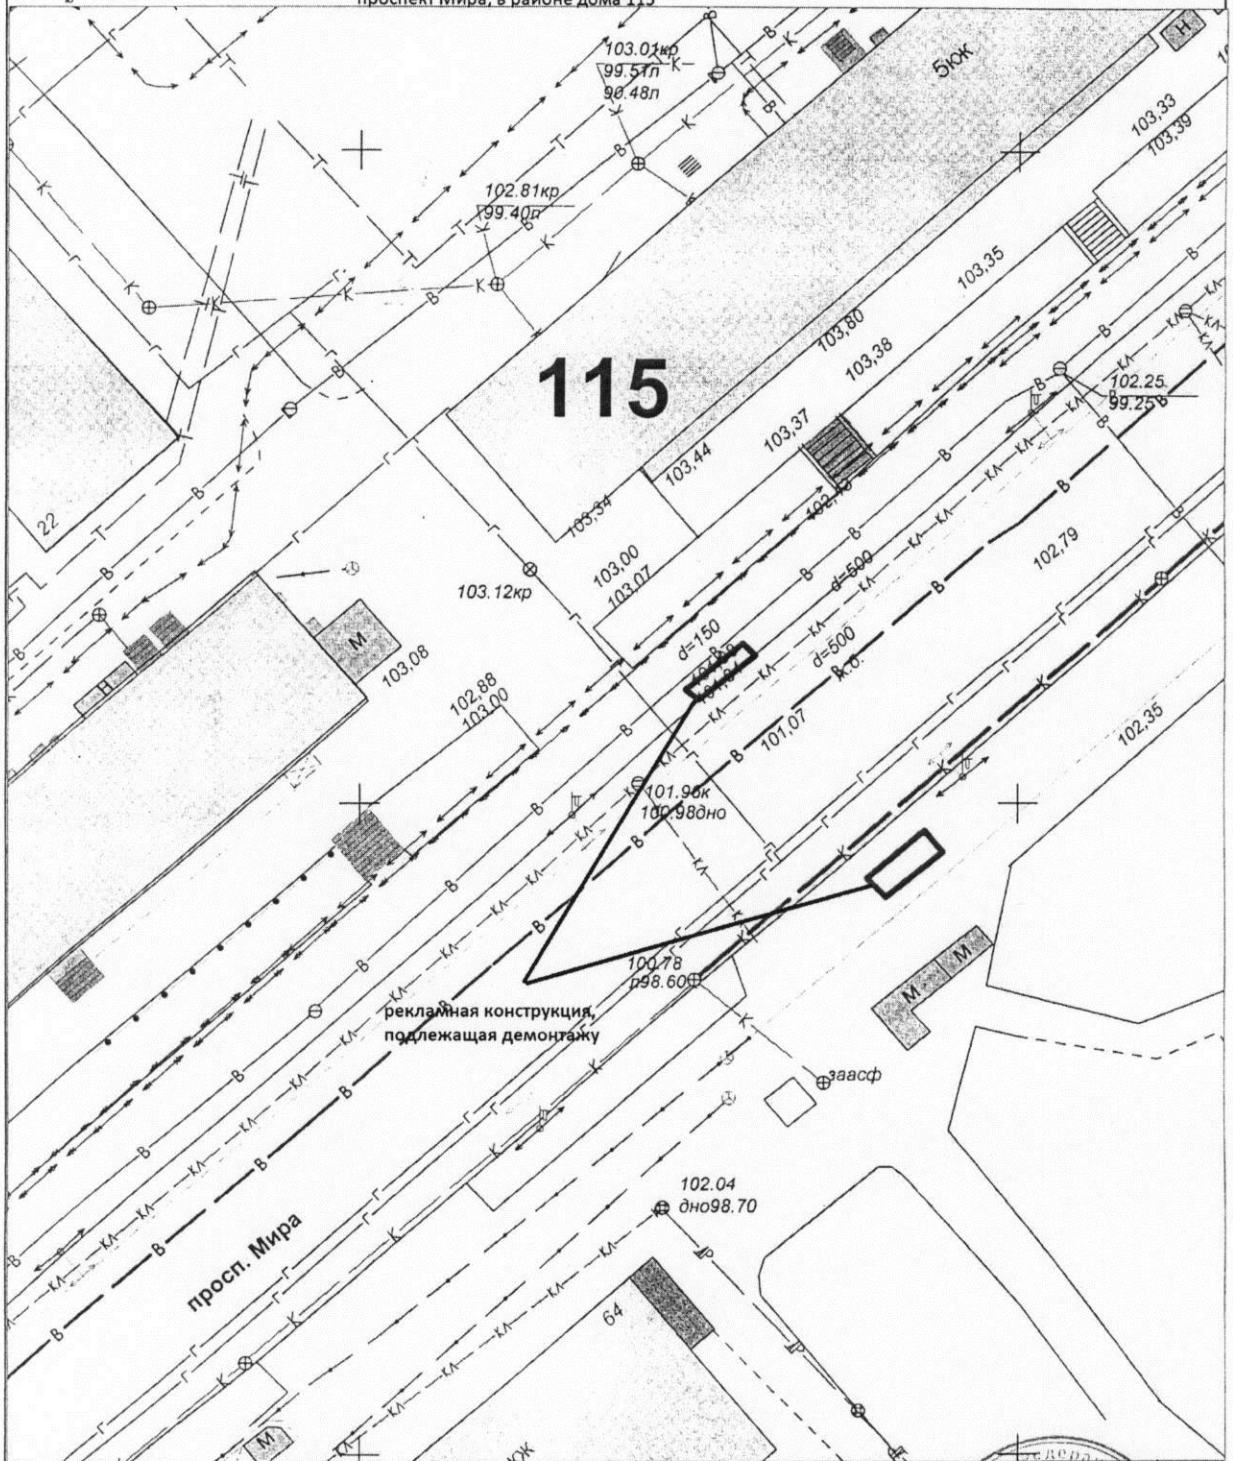 проспект Мира, в районе дома 115
103.01кр
99.51п
90.48п
5юж
Н
103,33
103,39
102.81кр
99.40п
103,35
103,80
103,38
115
102.25
99.25
103,37
103,44
22
103,34
102,79
103,00
103,07
103.12кр
d=500
d=150
d=500
М
103,08
Н
102,88
103,00
101,07
102,35
101.96к
100.98дно
100.78
п98.60
М
М
рекламная конструкция,
подлежащая демонтажу
заасф
102.04
дно98.70
просп. Мира
64
М